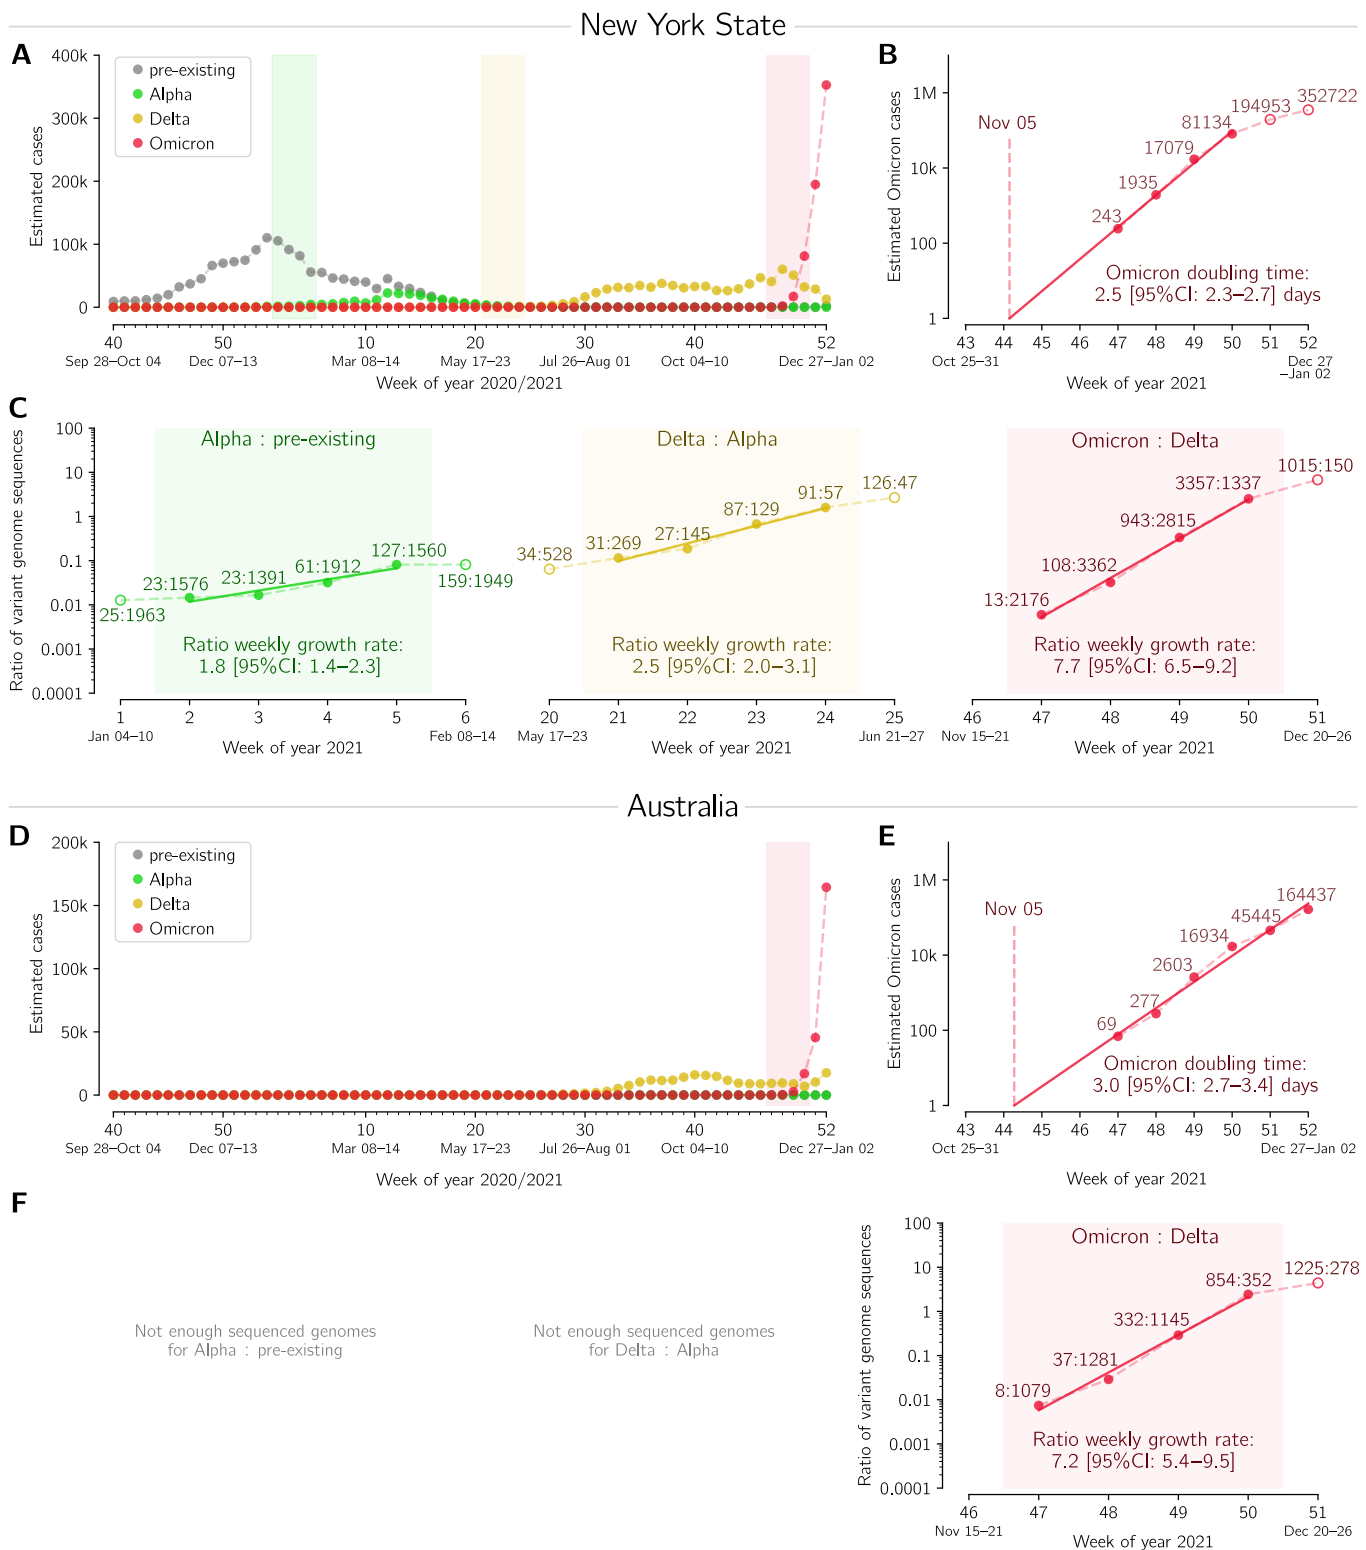 New York State
A
400k
300k
200k
100k
0
Estimated cases
pre-existing
Alpha
Delta
Omicron
40
50
10
20
30
40
52
Sep 28–Oct 04
Dec 07–13
Mar 08–14
May 17–23
Jul 26–Aug 01
Oct 04–10
Dec 27–Jan 02
Week of year 2020/2021
B
1M
10k
100
1
Estimated Omicron cases
Nov 05
243
1935
17079
81134
194953
352722
Omicron doubling time:
2.5 [95%CI: 2.3–2.7] days
43
44
45
46
47
48
49
50
51
52
Oct 25–31
Dec 27
–Jan 02
Week of year 2021
C
100
10
1
0.1
0.01
0.001
0.0001
Ratio of variant genome sequences
Alpha : pre-existing
25:1963
23:1576
23:1391
61:1912
127:1560
159:1949
Ratio weekly growth rate:
1.8 [95%CI: 1.4–2.3]
1
2
3
4
5
6
Jan 04–10
Feb 08–14
Week of year 2021
Delta : Alpha
34:528
31:269
27:145
87:129
91:57
126:47
Ratio weekly growth rate:
2.5 [95%CI: 2.0–3.1]
20
21
22
23
24
25
May 17–23
Jun 21–27
Week of year 2021
Omicron : Delta
13:2176
108:3362
943:2815
3357:1337
1015:150
Ratio weekly growth rate:
7.7 [95%CI: 6.5–9.2]
46
47
48
49
50
51
Nov 15–21
Dec 20–26
Week of year 2021
Australia
D
200k
150k
100k
50k
0
Estimated cases
pre-existing
Alpha
Delta
Omicron
40
50
10
20
30
40
52
Sep 28–Oct 04
Dec 07–13
Mar 08–14
May 17–23
Jul 26–Aug 01
Oct 04–10
Dec 27–Jan 02
Week of year 2020/2021
E
1M
10k
100
1
Estimated Omicron cases
Nov 05
69
277
2603
16934
45445
164437
Omicron doubling time:
3.0 [95%CI: 2.7–3.4] days
43
44
45
46
47
48
49
50
51
52
Oct 25–31
Dec 27–Jan 02
Week of year 2021
F
Not enough sequenced genomes
for Alpha : pre-existing
Not enough sequenced genomes
for Delta : Alpha
100
10
1
0.1
0.01
0.001
0.0001
Ratio of variant genome sequences
Omicron : Delta
8:1079
37:1281
332:1145
854:352
1225:278
Ratio weekly growth rate:
7.2 [95%CI: 5.4–9.5]
46
47
48
49
50
51
Nov 15–21
Dec 20–26
Week of year 2021